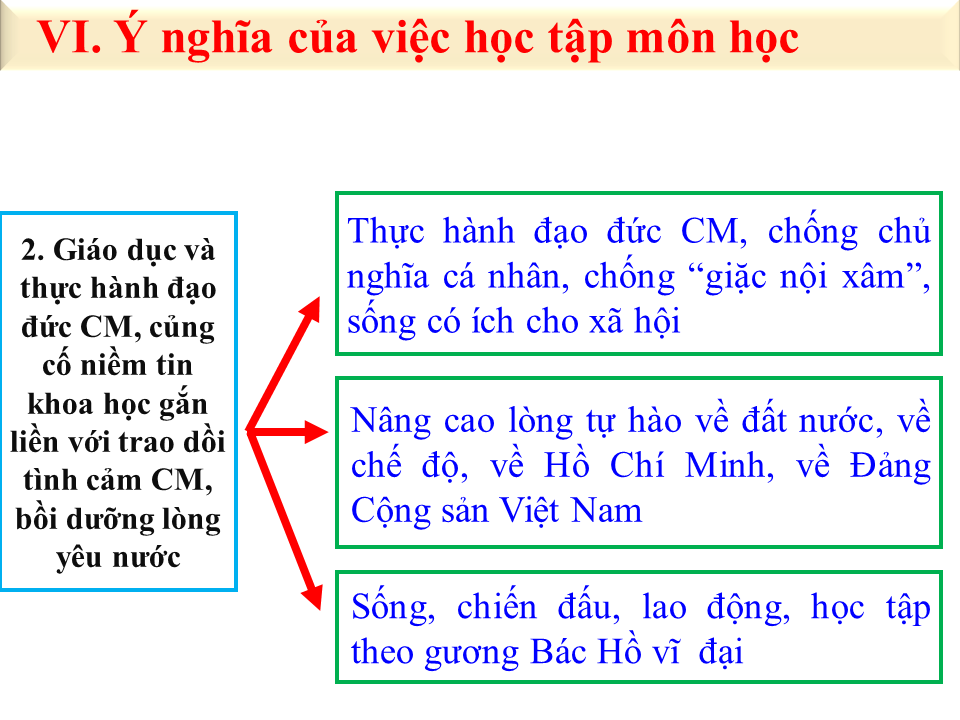 VI. Ý nghĩa của việc học tập môn học
2. Giáo dục và
thực hành đạo
đức CM, củng
cố niềm tin
khoa học gắn
liền với trao dồi
tình cảm CM,
bồi dưỡng lòng
yêu nước
Thực hành đạo đức CM, chống chủ
nghĩa cá nhân, chống “giặc nội xâm”,
sống có ích cho xã hội
Nâng cao lòng tự hào về đất nước, về
chế độ, về Hồ Chí Minh, về Đảng
Cộng sản Việt Nam
Sống, chiến đấu, lao động, học tập
theo gương Bác Hồ vĩ đại